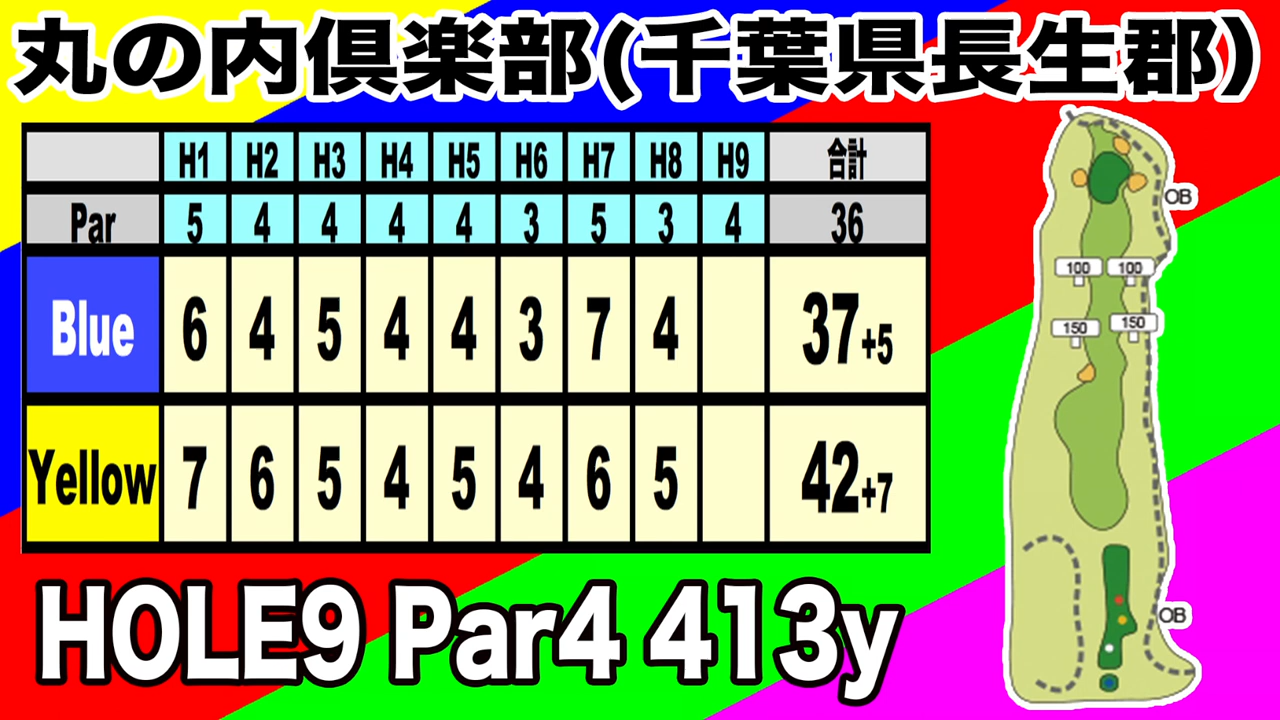 丸の内倶楽部(千葉県長生郡)
H1 H2 H3 H4 H5 H6 H7 H8 H9 合計
Par 5 4 4 4 4 3 5 3 4 36
Blue 6 4 5 4 4 3 7 4 37+5
Yellow 7 6 5 4 5 4 6 5 42+7
HOLE9 Par4 413y
OB
100 100
150 150
OB